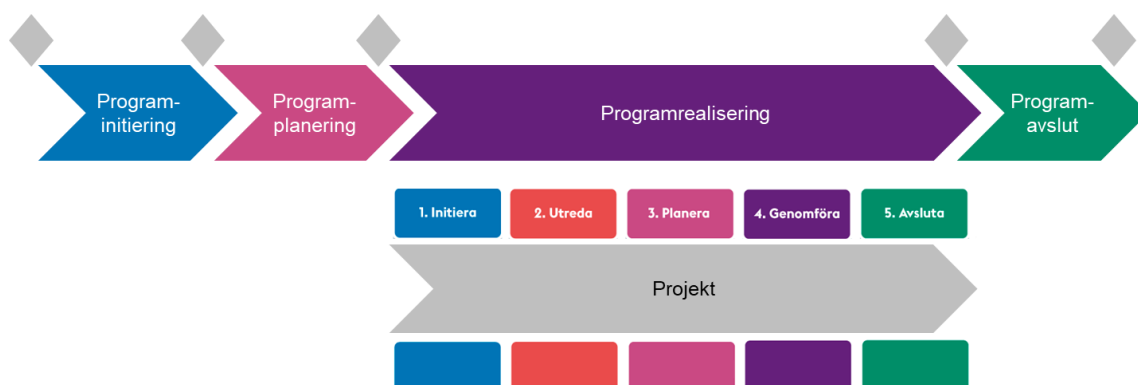 Program-
initiering
Program-
planering
Programrealisering
Program-
avslut
1. Initiera
2. Utreda
3. Planera
4. Genomföra
5. Avsluta
Projekt